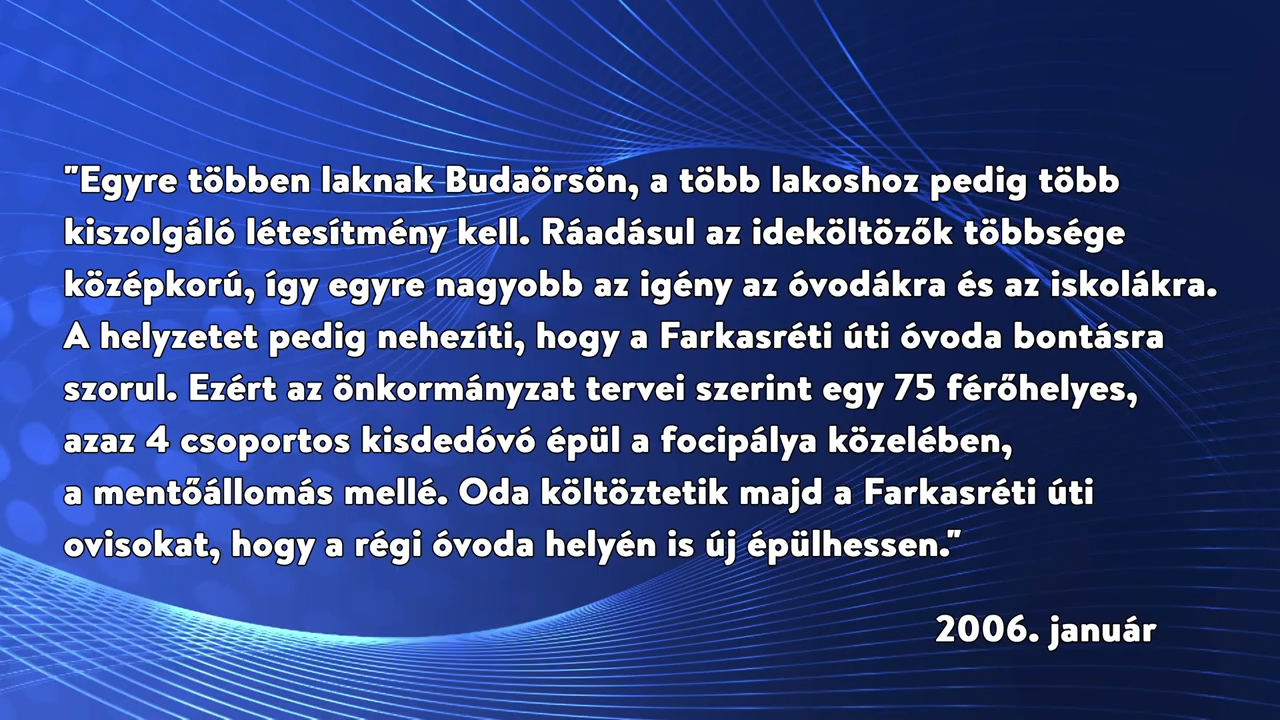 "Egyre többen laknak Budaörsön, a több lakoshoz pedig több
kiszolgáló létesítmény kell. Ráadásul az ideköltözők többsége
középkorú, így egyre nagyobb az igény az óvodákra és az iskolákra.
A helyzetet pedig nehezíti, hogy a Farkasréti úti óvoda bontásra
szorul. Ezért az önkormányzat tervei szerint egy 75 férőhelyes,
azaz 4 csoportos kisdedóvó épül a focipálya közelében,
a mentőállomás mellé. Oda költöztetik majd a Farkasréti úti
ovisokat, hogy a régi óvoda helyén is új épülhessen."
2006. január